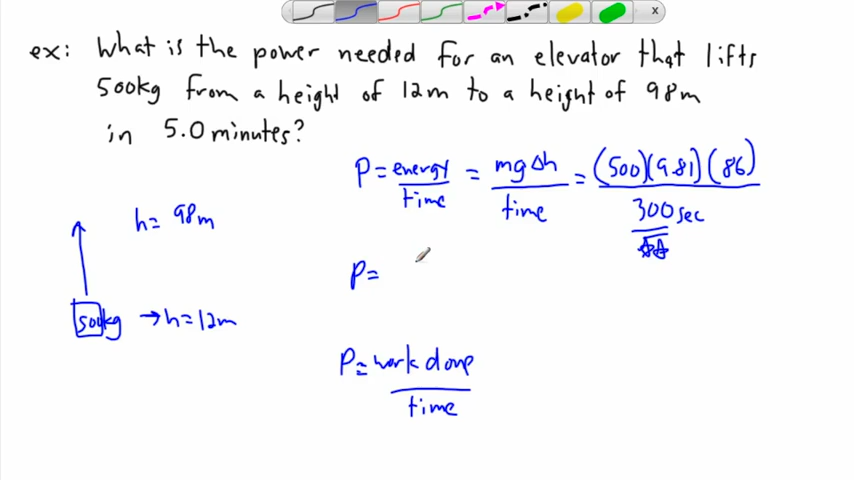 ex: What is the power needed for an elevator that lifts
500kg from a height of 12m to a height of 98m
in 5.0 minutes?
P = energy/time = mgΔh/time = (500)(9.81)(86)/300sec
h = 98m
P =
500kg → h = 12m
P = work done/time
x